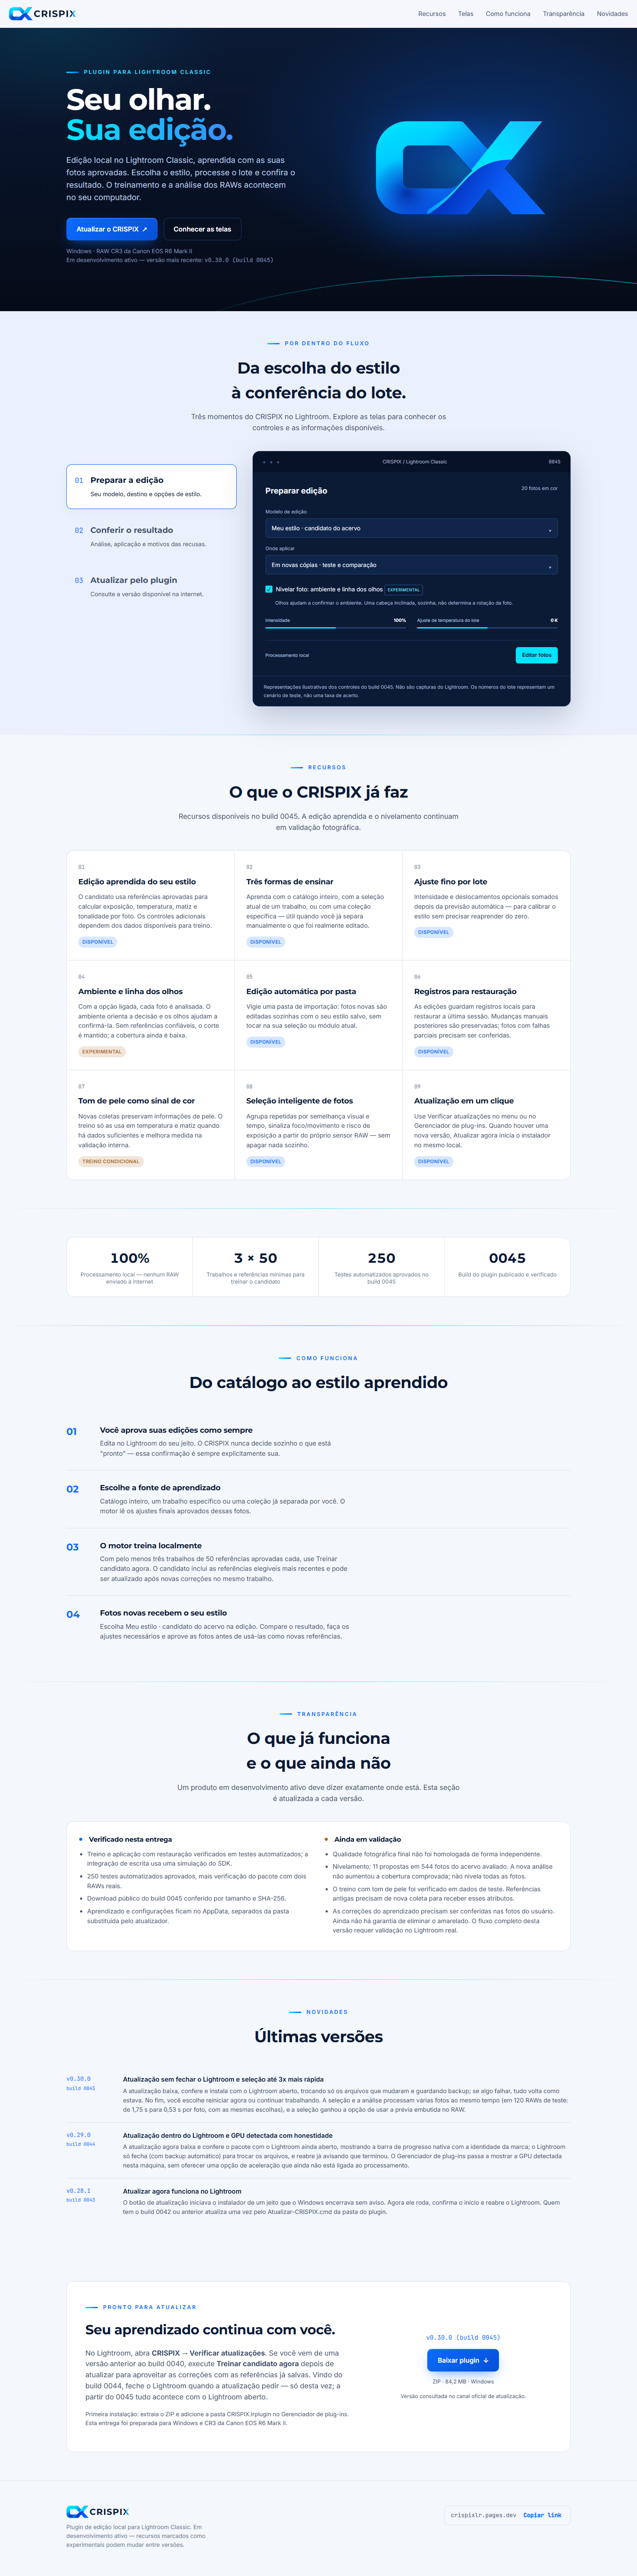 CRISPIX
Recursos Telas Como funciona Transparência Novidades
PLUGIN PARA LIGHTROOM CLASSIC
Seu olhar.
Sua edição.
Edição local no Lightroom Classic, aprendida com as suas
fotos aprovadas. Escolha o estilo, processe o lote e confira o
resultado. O treinamento e a análise dos RAWs acontecem
no seu computador.
Atualizar o CRISPIX ↗ Conhecer as telas
Windows · RAW CR3 da Canon EOS R6 Mark II
Em desenvolvimento ativo — versão mais recente: v0.30.0 (build 0045)
POR DENTRO DO FLUXO
Da escolha do estilo
à conferência do lote.
Três momentos do CRISPIX no Lightroom. Explore as telas para conhecer os
controles e as informações disponíveis.
01 Preparar a edição
Seu modelo, destino e opções de estilo.
02 Conferir o resultado
Análise, aplicação e motivos das recusas.
03 Atualizar pelo plugin
Consulte a versão disponível na internet.
CRISPIX / Lightroom Classic 0045
Preparar edição 20 fotos em cor
Modelo de edição
Meu estilo · candidato do acervo
Onde aplicar
Em novas cópias · teste e comparação
Nivelar foto: ambiente e linha dos olhos EXPERIMENTAL
Olhos ajudam a confirmar o ambiente. Uma cabeça inclinada, sozinha, não determina a rotação da foto.
Intensidade 100% Ajuste de temperatura do lote 0 K
Processamento local Editar fotos
Representações ilustrativas dos controles do build 0045. Não são capturas do Lightroom. Os números do lote representam um
cenário de teste, não uma taxa de acerto.
RECURSOS
O que o CRISPIX já faz
Recursos disponíveis no build 0045. A edição aprendida e o nivelamento continuam
em validação fotográfica.
01
Edição aprendida do seu estilo
O candidato usa referências aprovadas para
calcular exposição, temperatura, matiz e
tonalidade por foto. Os controles adicionais
dependem dos dados disponíveis para treino.
DISPONÍVEL
02
Três formas de ensinar
Aprenda com o catálogo inteiro, com a seleção
atual de um trabalho, ou com uma coleção
específica — útil quando você já separa
manualmente o que foi realmente editado.
DISPONÍVEL
03
Ajuste fino por lote
Intensidade e deslocamentos opcionais somados
depois da previsão automática — para calibrar o
estilo sem precisar reaprender do zero.
DISPONÍVEL
04
Ambiente e linha dos olhos
Com a opção ligada, cada foto é analisada. O
ambiente orienta a decisão e os olhos ajudam a
confirmá-la. Sem referências confiáveis, o corte
é mantido; a cobertura ainda é baixa.
EXPERIMENTAL
05
Edição automática por pasta
Vigie uma pasta de importação: fotos novas são
editadas sozinhas com o seu estilo salvo, sem
tocar na sua seleção ou módulo atual.
DISPONÍVEL
06
Registros para restauração
As edições guardam registros locais para
restaurar a última sessão. Mudanças manuais
posteriores são preservadas; fotos com falhas
parciais precisam ser conferidas.
DISPONÍVEL
07
Tom de pele como sinal de cor
Novas coletas preservam informações de pele. O
treino só as usa em temperatura e matiz quando
há dados suficientes e melhora medida na
validação interna.
TREINO CONDICIONAL
08
Seleção inteligente de fotos
Agrupa repetidas por semelhança visual e
tempo, sinaliza foco/movimento e risco de
exposição a partir do próprio sensor RAW — sem
apagar nada sozinho.
DISPONÍVEL
09
Atualização em um clique
Use Verificar atualizações no menu ou no
Gerenciador de plug-ins. Quando houver uma
nova versão, Atualizar agora inicia o instalador
no mesmo local.
DISPONÍVEL
100%
Processamento local — nenhum RAW
enviado à internet
3 × 50
Trabalhos e referências mínimas para
treinar o candidato
250
Testes automatizados aprovados no
build 0045
0045
Build do plugin publicado e verificado
COMO FUNCIONA
Do catálogo ao estilo aprendido
01 Você aprova suas edições como sempre
Edita no Lightroom do seu jeito. O CRISPIX nunca decide sozinho o que está
"pronto" — essa confirmação é sempre explicitamente sua.
02 Escolhe a fonte de aprendizado
Catálogo inteiro, um trabalho específico ou uma coleção já separada por você. O
motor lê os ajustes finais aprovados dessas fotos.
03 O motor treina localmente
Com pelo menos três trabalhos de 50 referências aprovadas cada, use Treinar
candidato agora. O candidato inclui as referências elegíveis mais recentes e pode
ser atualizado após novas correções no mesmo trabalho.
04 Fotos novas recebem o seu estilo
Escolha Meu estilo · candidato do acervo na edição. Compare o resultado, faça os
ajustes necessários e aprove as fotos antes de usá-las como novas referências.
TRANSPARÊNCIA
O que já funciona
e o que ainda não
Um produto em desenvolvimento ativo deve dizer exatamente onde está. Esta seção
é atualizada a cada versão.
Verificado nesta entrega
Treino e aplicação com restauração verificados em testes automatizados; a
integração de escrita usa uma simulação do SDK.
250 testes automatizados aprovados, mais verificação do pacote com dois
RAWs reais.
Download público do build 0045 conferido por tamanho e SHA-256.
Aprendizado e configurações ficam no AppData, separados da pasta
substituída pelo atualizador.
Ainda em validação
Qualidade fotográfica final não foi homologada de forma independente.
Nivelamento: 11 propostas em 544 fotos do acervo avaliado. A nova análise
não aumentou a cobertura comprovada; não nivela todas as fotos.
O treino com tom de pele foi verificado em dados de teste. Referências
antigas precisam de nova coleta para receber esses atributos.
As correções do aprendizado precisam ser conferidas nas fotos do usuário.
Ainda não há garantia de eliminar o amarelado. O fluxo completo desta
versão requer validação no Lightroom real.
NOVIDADES
Últimas versões
v0.30.0
build 0045
Atualização sem fechar o Lightroom e seleção até 3x mais rápida
A atualização baixa, confere e instala com o Lightroom aberto, trocando só os arquivos que mudaram e guardando backup; se algo falhar, tudo volta como
estava. No fim, você escolhe reiniciar agora ou continuar trabalhando. A seleção e a análise processam várias fotos ao mesmo tempo (em 120 RAWs de teste:
de 1,75 s para 0,53 s por foto, com as mesmas escolhas), e a seleção ganhou a opção de usar a prévia embutida no RAW.
v0.29.0
build 0044
Atualização dentro do Lightroom e GPU detectada com honestidade
A atualização agora baixa e confere o pacote com o Lightroom ainda aberto, mostrando a barra de progresso nativa com a identidade da marca; o Lightroom
só fecha (com backup automático) para trocar os arquivos, e reabre já avisando que terminou. O Gerenciador de plug-ins passa a mostrar a GPU detectada
nesta máquina, sem oferecer uma opção de aceleração que ainda não está ligada ao processamento.
v0.28.1
build 0043
Atualizar agora funciona no Lightroom
O botão de atualização iniciava o instalador de um jeito que o Windows encerrava sem aviso. Agora ele roda, confirma o início e reabre o Lightroom. Quem
tem o build 0042 ou anterior atualiza uma vez pelo Atualizar-CRISPIX.cmd da pasta do plugin.
PRONTO PARA ATUALIZAR
Seu aprendizado continua com você.
No Lightroom, abra CRISPIX → Verificar atualizações. Se você vem de uma
versão anterior ao build 0040, execute Treinar candidato agora depois de
atualizar para aproveitar as correções com as referências já salvas. Vindo do
build 0044, feche o Lightroom quando a atualização pedir — só desta vez; a
partir do 0045 tudo acontece com o Lightroom aberto.
Primeira instalação: extraia o ZIP e adicione a pasta CRISPIX.lrplugin no Gerenciador de plug-ins.
Esta entrega foi preparada para Windows e CR3 da Canon EOS R6 Mark II.
v0.30.0 (build 0045)
Baixar plugin ↓
ZIP · 84,2 MB · Windows
Versão consultada no canal oficial de atualização.
CRISPIX
Plugin de edição local para Lightroom Classic. Em
desenvolvimento ativo — recursos marcados como
experimentais podem mudar entre versões.
crispixlr.pages.dev Copiar link